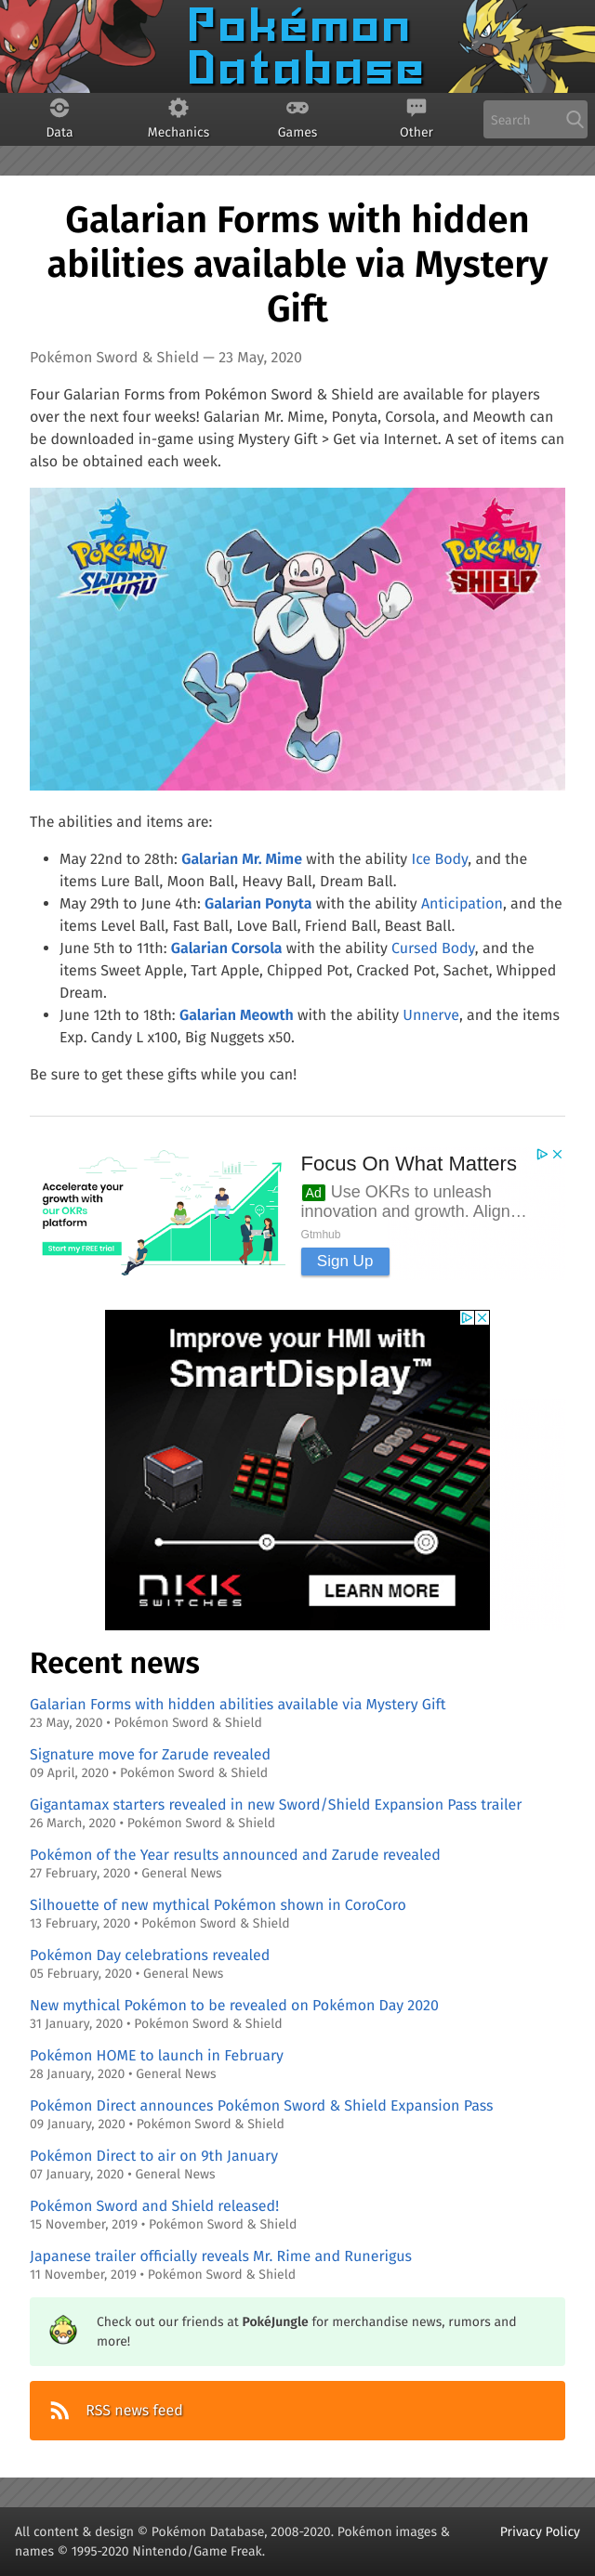 Pokémon
Database
Data
Mechanics
Games
Other
Search
Galarian Forms with hidden
abilities available via Mystery
Gift
Pokémon Sword & Shield — 23 May, 2020
Four Galarian Forms from Pokémon Sword & Shield are available for players
over the next four weeks! Galarian Mr. Mime, Ponyta, Corsola, and Meowth can
be downloaded in-game using Mystery Gift > Get via Internet. A set of items can
also be obtained each week.
Pokémon
SWORD
Pokémon
SHIELD
The abilities and items are:
• May 22nd to 28th: Galarian Mr. Mime with the ability Ice Body, and the
items Lure Ball, Moon Ball, Heavy Ball, Dream Ball.
• May 29th to June 4th: Galarian Ponyta with the ability Anticipation, and the
items Level Ball, Fast Ball, Love Ball, Friend Ball, Beast Ball.
• June 5th to 11th: Galarian Corsola with the ability Cursed Body, and the
items Sweet Apple, Tart Apple, Chipped Pot, Cracked Pot, Sachet, Whipped
Dream.
• June 12th to 18th: Galarian Meowth with the ability Unnerve, and the items
Exp. Candy L x100, Big Nuggets x50.
Be sure to get these gifts while you can!
Accelerate your
growth with
our OKRs
platform
Start my FREE trial
Focus On What Matters
Ad Use OKRs to unleash
innovation and growth. Align…
Gtmhub
Sign Up
Improve your HMI with
SmartDisplay™
NKK
SWITCHES
LEARN MORE
Recent news
Galarian Forms with hidden abilities available via Mystery Gift
23 May, 2020 • Pokémon Sword & Shield
Signature move for Zarude revealed
09 April, 2020 • Pokémon Sword & Shield
Gigantamax starters revealed in new Sword/Shield Expansion Pass trailer
26 March, 2020 • Pokémon Sword & Shield
Pokémon of the Year results announced and Zarude revealed
27 February, 2020 • General News
Silhouette of new mythical Pokémon shown in CoroCoro
13 February, 2020 • Pokémon Sword & Shield
Pokémon Day celebrations revealed
05 February, 2020 • General News
New mythical Pokémon to be revealed on Pokémon Day 2020
31 January, 2020 • Pokémon Sword & Shield
Pokémon HOME to launch in February
28 January, 2020 • General News
Pokémon Direct announces Pokémon Sword & Shield Expansion Pass
09 January, 2020 • Pokémon Sword & Shield
Pokémon Direct to air on 9th January
07 January, 2020 • General News
Pokémon Sword and Shield released!
15 November, 2019 • Pokémon Sword & Shield
Japanese trailer officially reveals Mr. Rime and Runerigus
11 November, 2019 • Pokémon Sword & Shield
Check out our friends at PokéJungle for merchandise news, rumors and
more!
RSS news feed
All content & design © Pokémon Database, 2008-2020. Pokémon images &
names © 1995-2020 Nintendo/Game Freak.
Privacy Policy